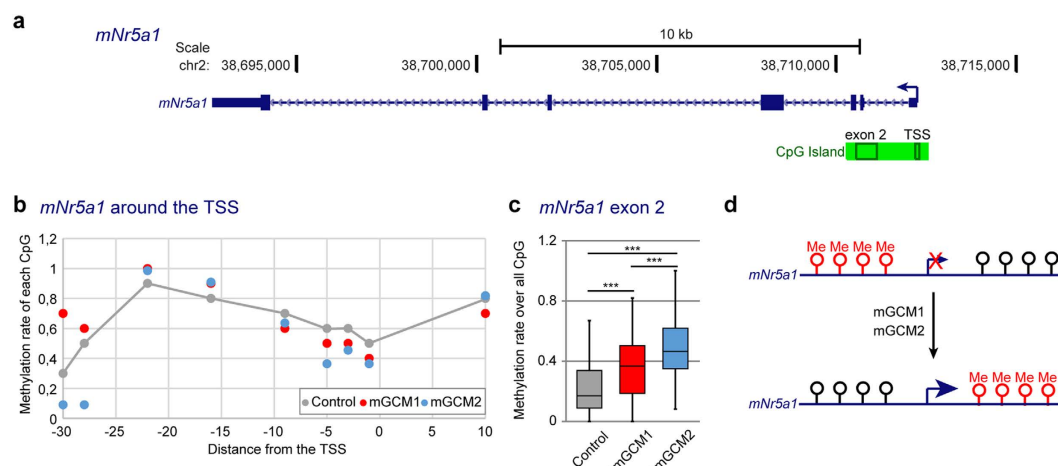 a
mNr5a1
Scale
10 kb
chr2:
38,695,000
38,700,000
38,705,000
38,710,000
38,715,000
mNr5a1
exon 2
TSS
CpG Island
b
mNr5a1 around the TSS
Methylation rate of each CpG
1,2
1
0,8
0,6
0,4
0,2
0
-30
-25
-20
-15
-10
-5
0
5
10
Control
mGCM1
mGCM2
Distance from the TSS
c
mNr5a1 exon 2
Methylation rate over all CpG
1.2
0.8
0.4
0
***
***
***
Control
mGCM1
mGCM2
d
Me Me Me Me
mNr5a1
mGCM1
mGCM2
Me Me Me Me
mNr5a1